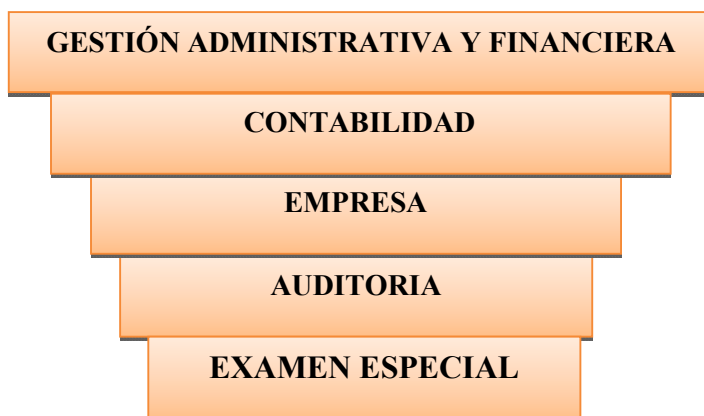 GESTIÓN ADMINISTRATIVA Y FINANCIERA
CONTABILIDAD
EMPRESA
AUDITORIA
EXAMEN ESPECIAL